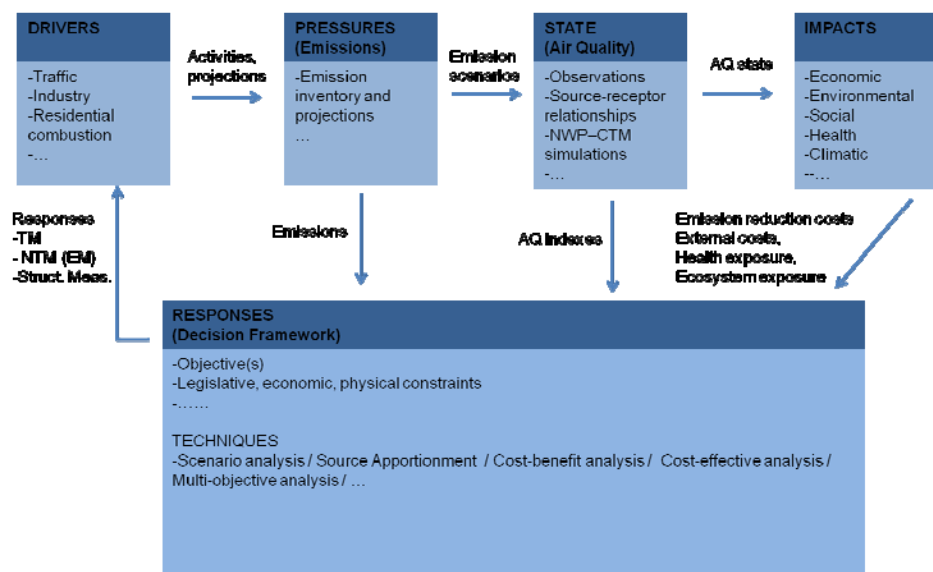 DRIVERS
-Traffic
-Industry
-Residential
combustion
-…
Activities,
projections
PRESSURES
(Emissions)
-Emission
inventory and
projections
…
Emission
scenarios
STATE
(Air Quality)
-Observations
-Source-receptor
relationships
-NWP–CTM
simulations
-…
AQ state
IMPACTS
-Economic
-Environmental
-Social
-Health
-Climatic
--…
Responses
-TM
- NTM (EM)
-Struct. Meas.
Emissions
AQ indexes
Emission reduction costs
External costs,
Health exposure,
Ecosystem exposure
RESPONSES
(Decision Framework)
-Objective(s)
-Legislative, economic, physical constraints
-……
TECHNIQUES
-Scenario analysis / Source Apportionment / Cost-benefit analysis / Cost-effective analysis /
Multi-objective analysis / …